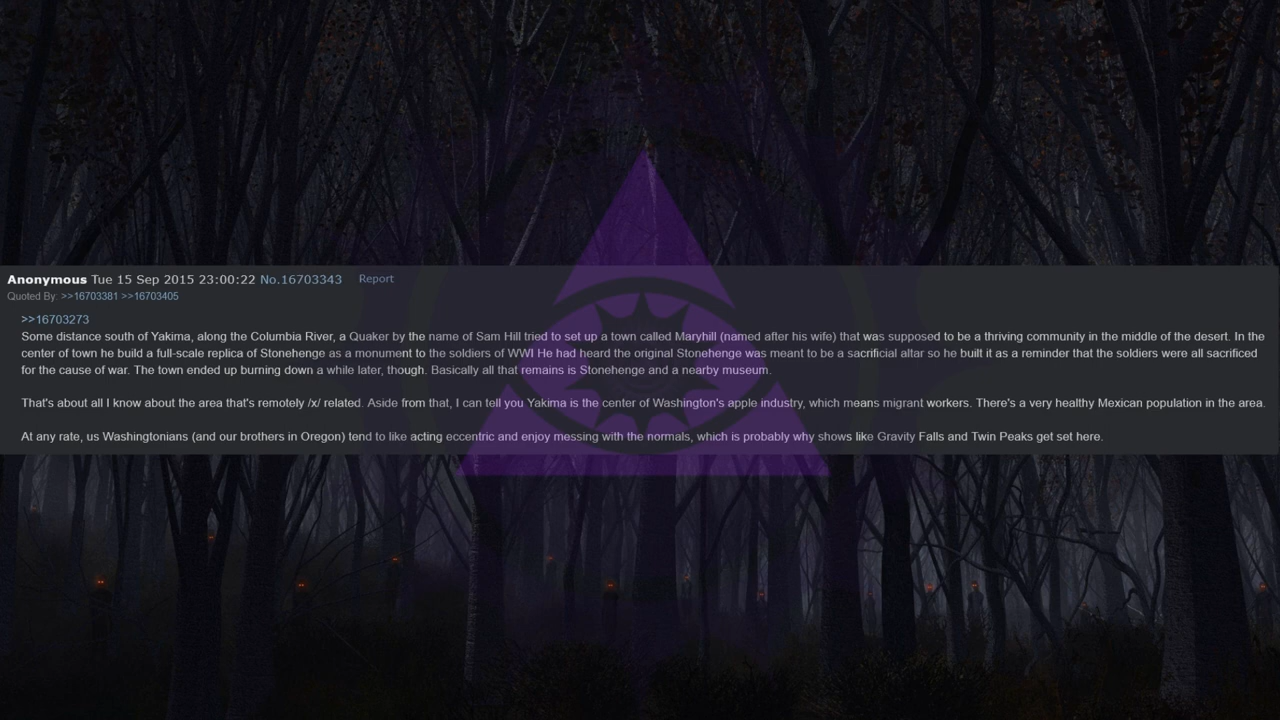 Anonymous Tue 15 Sep 2015 23:00:22 No.16703343 Report
Quoted By: >>16703381 >>16703405
>>16703273
Some distance south of Yakima, along the Columbia River, a Quaker by the name of Sam Hill tried to set up a town called Maryhill (named after his wife) that was supposed to be a thriving community in the middle of the desert. In the
center of town he build a full-scale replica of Stonehenge as a monument to the soldiers of WWI He had heard the original Stonehenge was meant to be a sacrificial altar so he built it as a reminder that the soldiers were all sacrificed
for the cause of war. The town ended up burning down a while later, though. Basically all that remains is Stonehenge and a nearby museum.
That's about all I know about the area that's remotely /x/ related. Aside from that, I can tell you Yakima is the center of Washington's apple industry, which means migrant workers. There's a very healthy Mexican population in the area.
At any rate, us Washingtonians (and our brothers in Oregon) tend to like acting eccentric and enjoy messing with the normals, which is probably why shows like Gravity Falls and Twin Peaks get set here.